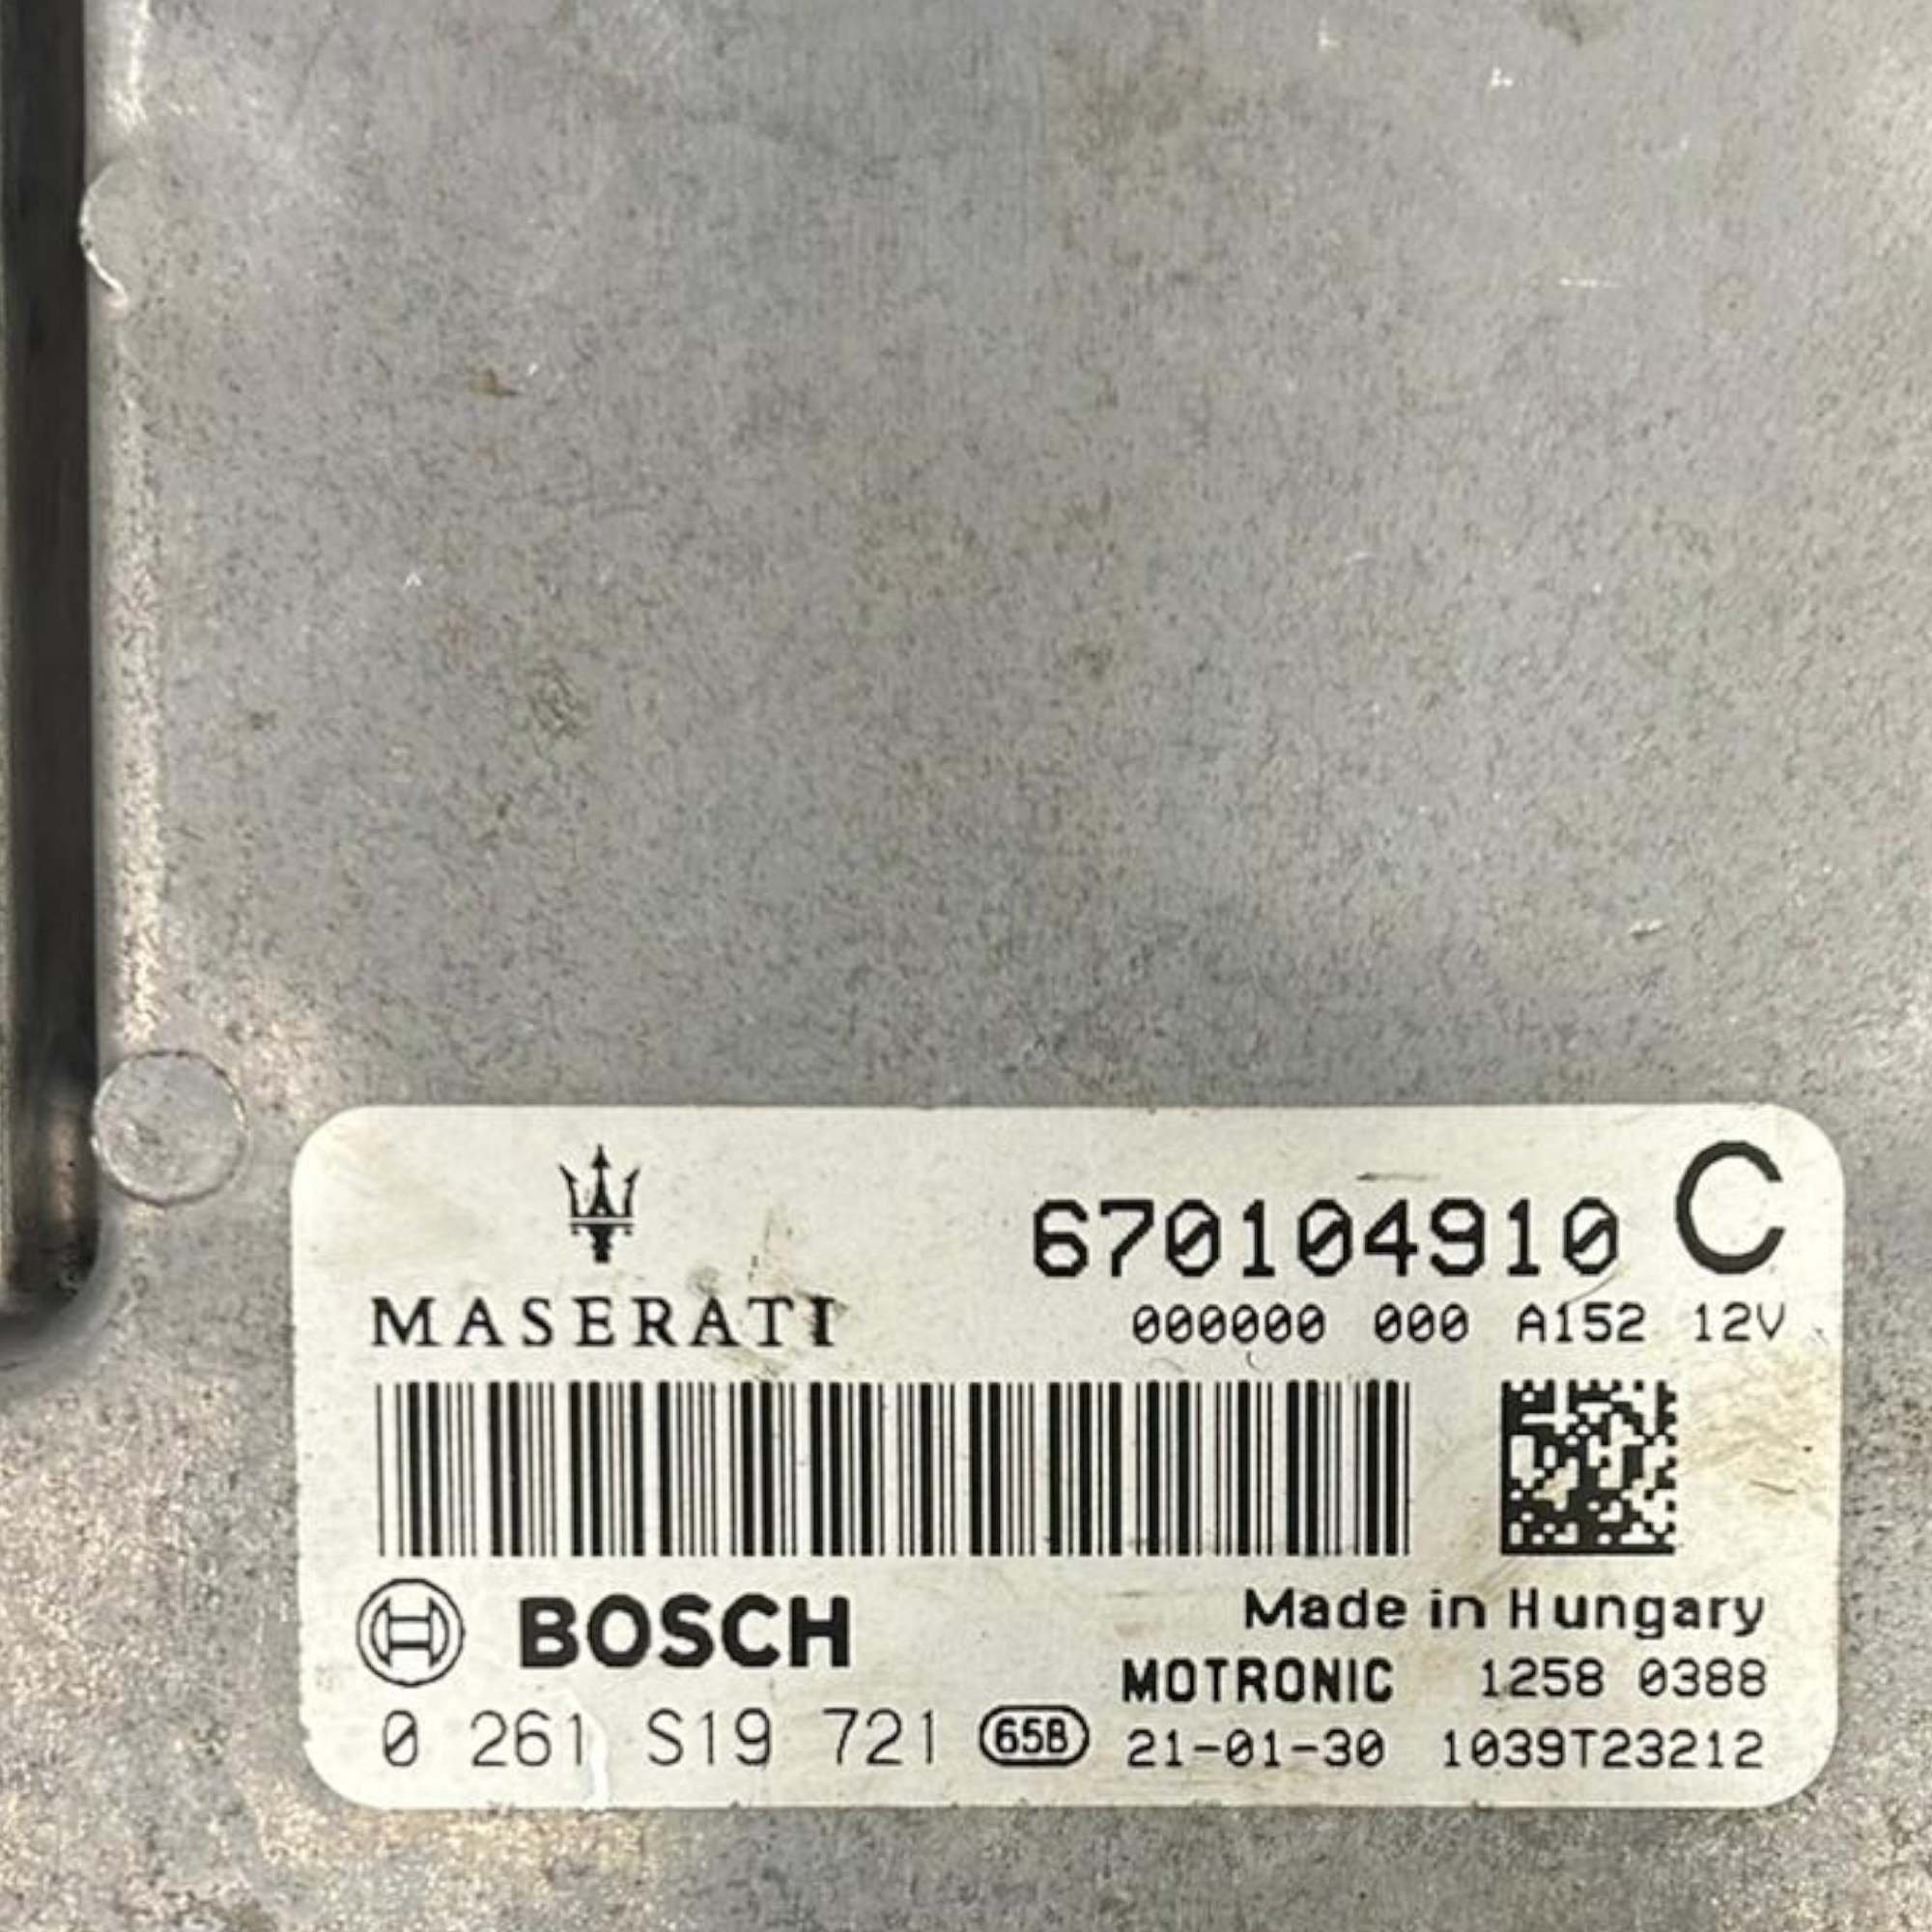 670104910 C
MASERATI
000000 000 A152 12V
BOSCH
Made in Hungary
MOTRONIC 1258 0388
0 261 S19 721 65B 21-01-30 1039T23212